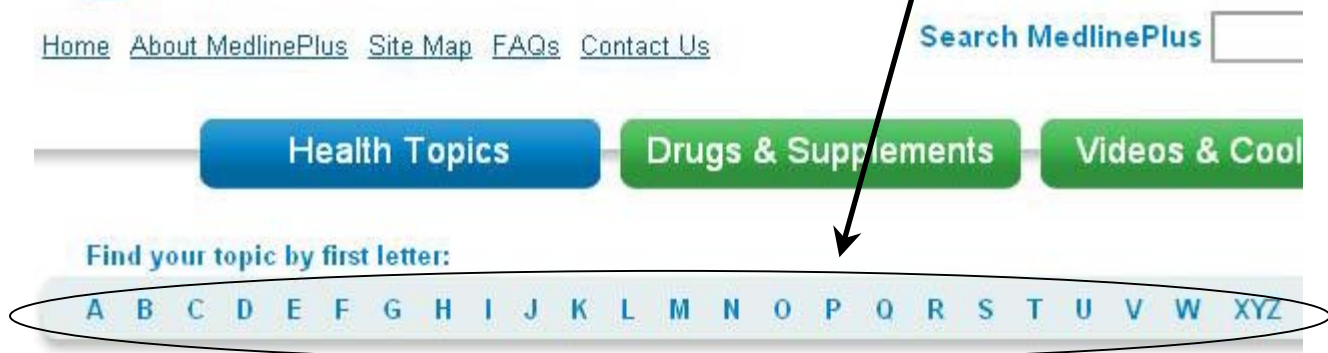 Home About MedlinePlus Site Map FAQs Contact Us Search MedlinePlus
Health Topics Drugs & Supplements Videos & Cool
Find your topic by first letter:
A B C D E F G H I J K L M N O P Q R S T U V W XYZ